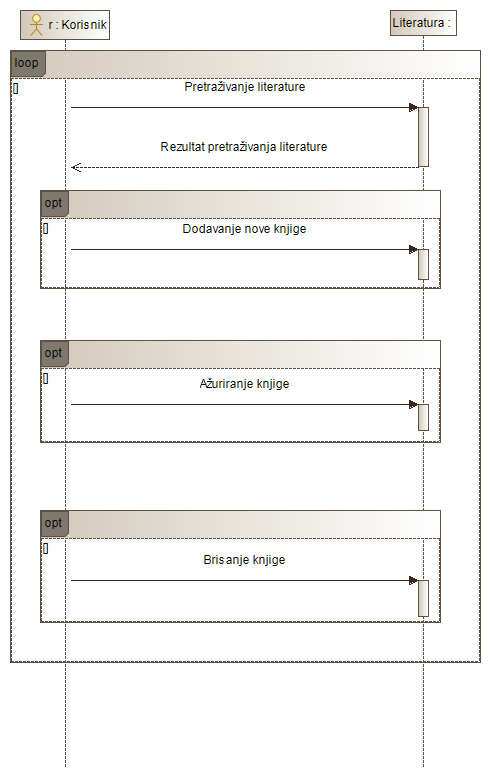 r : Korisnik
Literatura :
loop
[]
Pretraživanje literature
Rezultat pretraživanja literature
opt
[]
Dodavanje nove knjige
opt
[]
Ažuriranje knjige
opt
[]
Brisanje knjige